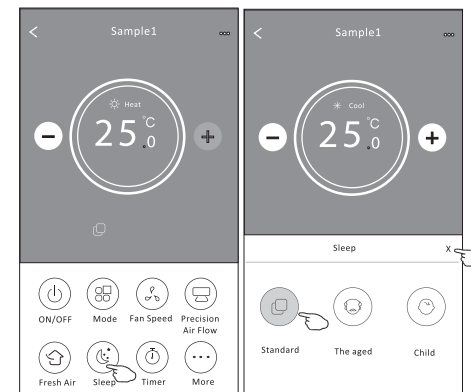 Sample1
Heat
25.0°C
ON/OFF Mode Fan Speed Precision
Air Flow
Fresh Air Sleep Timer More
Sample1
Cool
25.0°C
Sleep X
Standard The aged Child